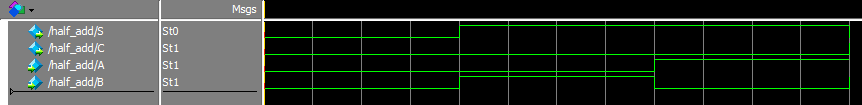 Msgs
/half_add/S St0
/half_add/C St1
/half_add/A St1
/half_add/B St1